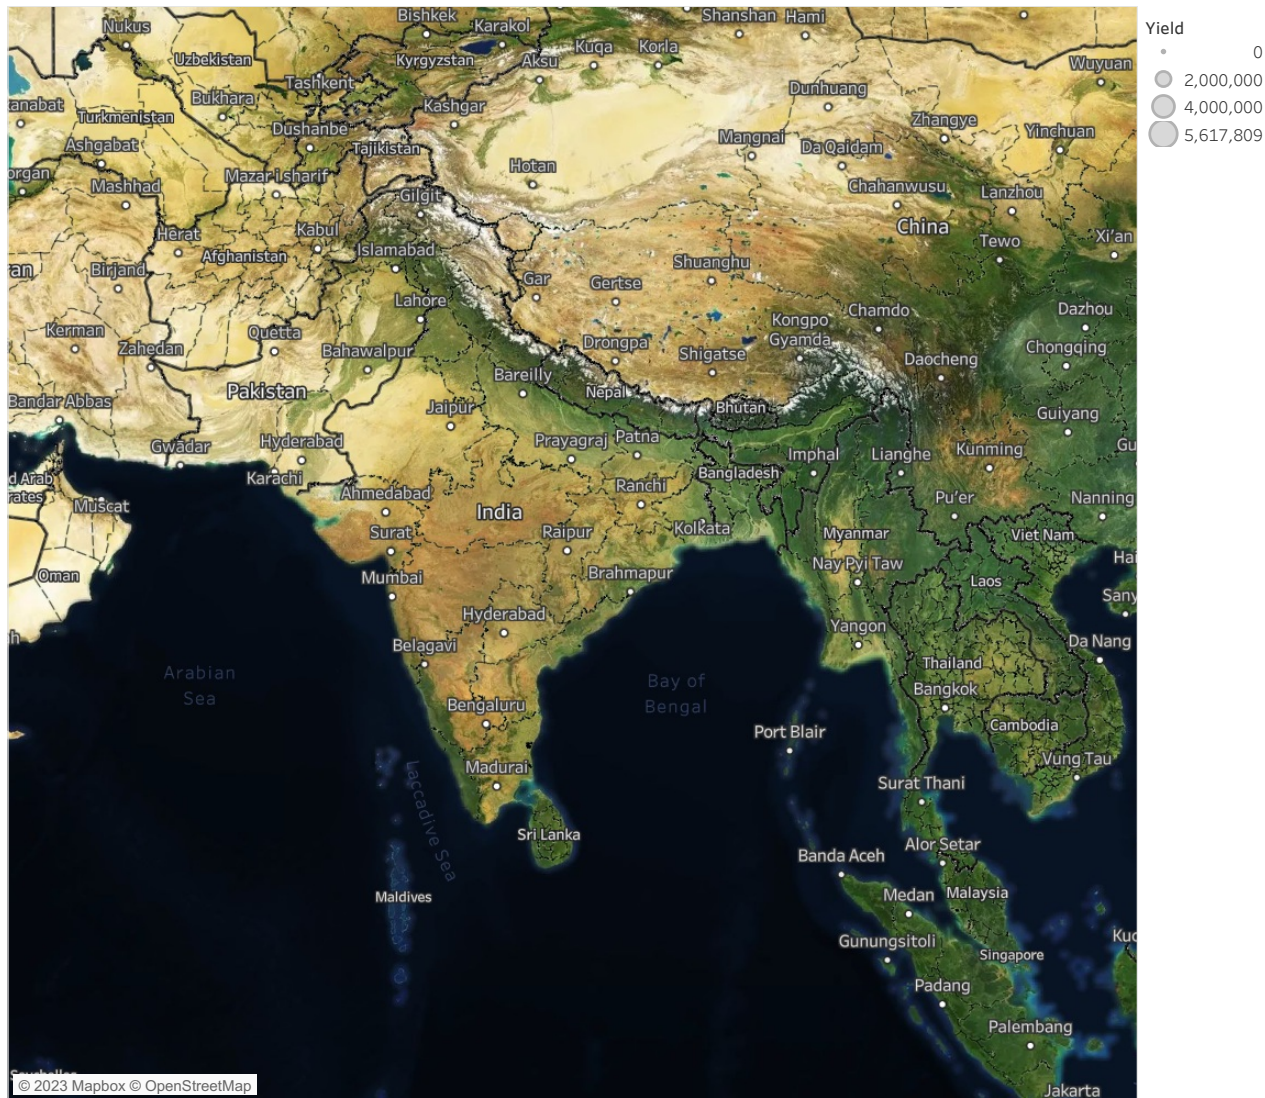 Bishkek
Karakol
Shanshan
Hami
Nukus
Uzbekistan
Kyrgyzstan
Aksu
Kuqa
Korla
Wuyuan
Tashkent
Bukhara
Kashgar
Dunhuang
Turkmenistan
Dushanbe
Zhangye
Yinchuan
Mangnai
Da Qaidam
Ashgabat
Tajikistan
Hotan
Mashhad
Mazar-i sharif
Gilgit
Chahanwusu
Lanzhou
China
Herat
Kabul
Islamabad
Afghanistan
Tewo
Xi'an
Birjand
Shuanghu
Gar
Gertse
Lahore
Chamdo
Dazhou
Kerman
Zahedan
Quetta
Bahawalpur
Drongpa
Shigatse
Kongpo
Gyamda
Daocheng
Chongqing
Pakistan
Bareilly
Nepal
Bhutan
Bandar Abbas
Jaipur
Guiyang
Gwadar
Hyderabad
Prayagraj
Patna
Imphal
Lianghe
Kunming
Karachi
Bangladesh
Ahmedabad
Ranchi
Pu'er
Nanning
Muscat
India
Surat
Raipur
Kolkata
Myanmar
Viet Nam
Oman
Mumbai
Brahmapur
Nay Pyi Taw
Laos
Hyderabad
Yangon
Belagavi
Da Nang
Arabian
Sea
Bay of
Bengal
Thailand
Bangkok
Bengaluru
Port Blair
Cambodia
Madurai
Vung Tau
Laccadive Sea
Surat Thani
Sri Lanka
Banda Aceh
Alor Setar
Maldives
Medan
Malaysia
Gunungsitoli
Singapore
Padang
Palembang
Jakarta
© 2023 Mapbox © OpenStreetMap
Yield
0
2,000,000
4,000,000
5,617,809